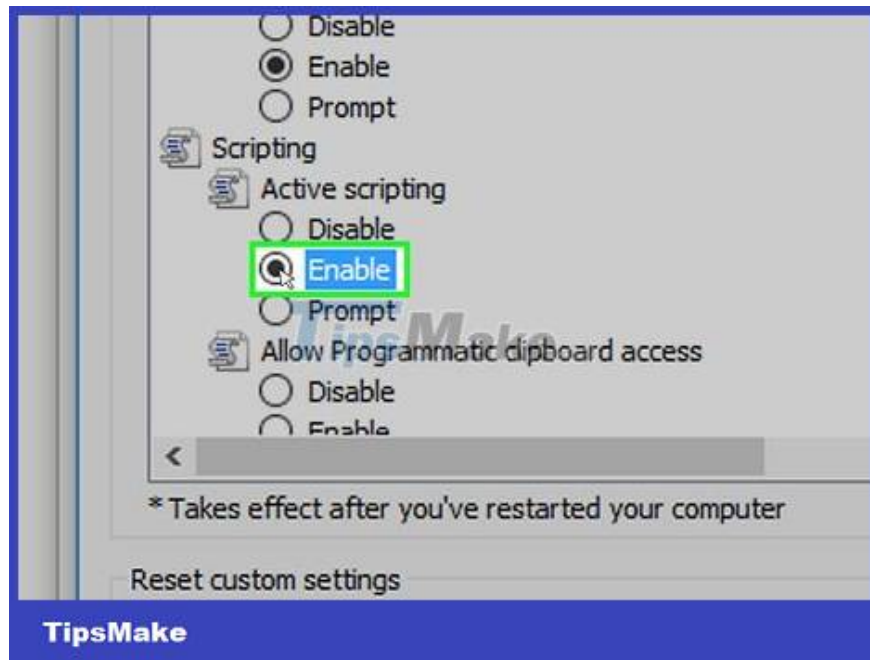 Disable
Enable
Prompt
Scripting
Active scripting
Disable
Enable
Prompt
TipsMake
Allow Programmatic clipboard access
Disable
Enable
<
* Takes effect after you've restarted your computer
Reset custom settings
TipsMake